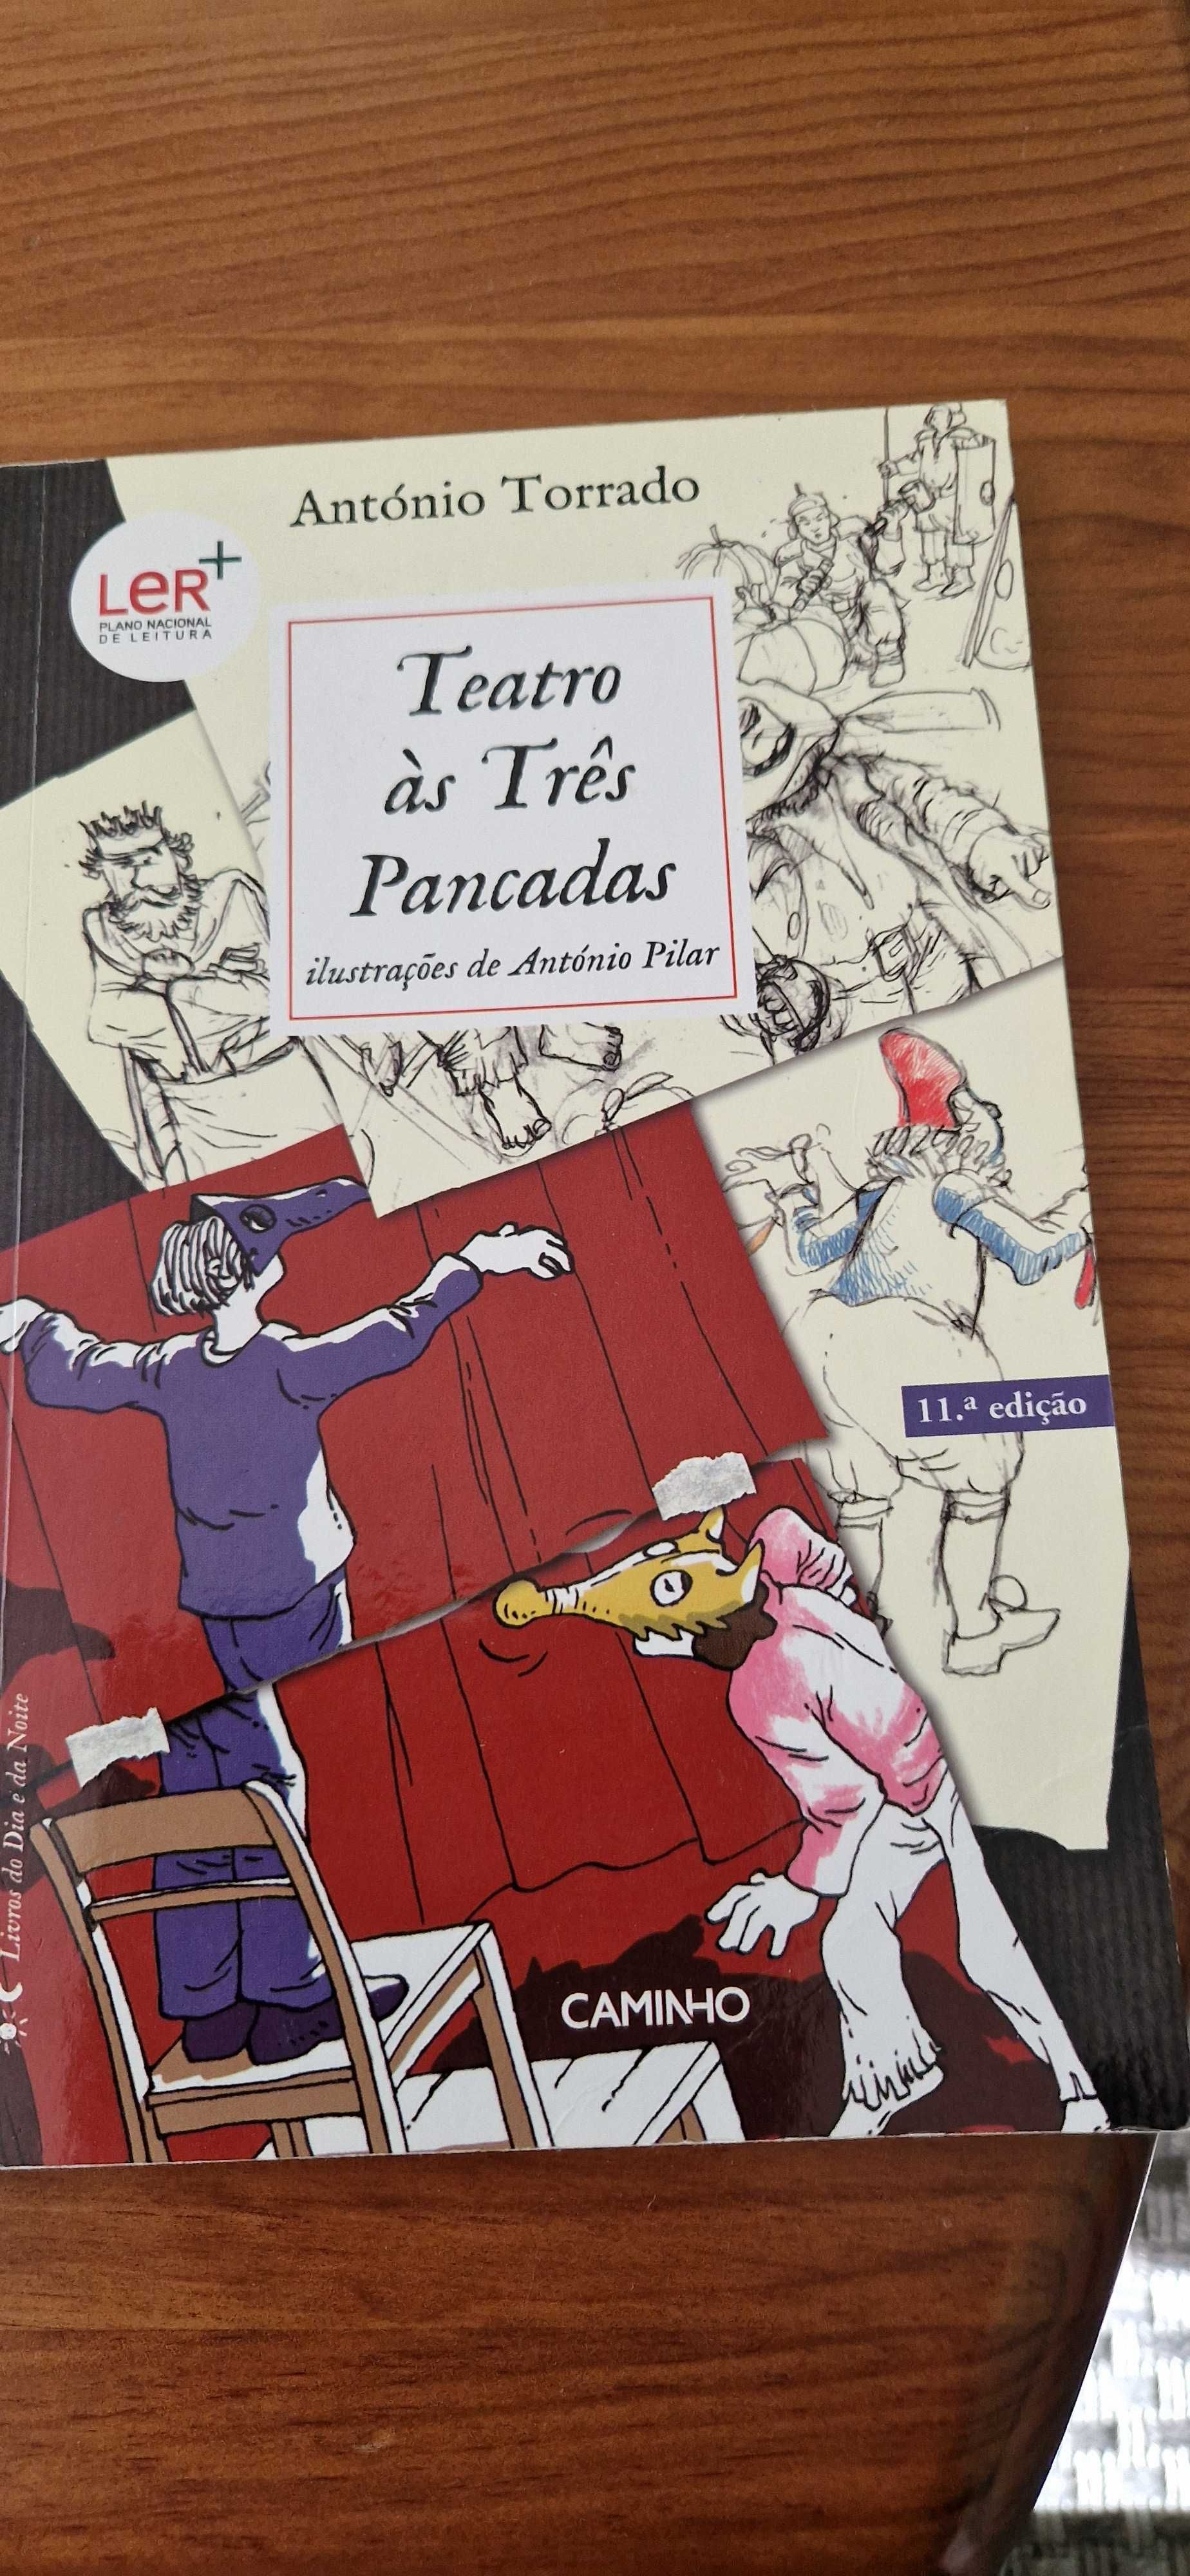 António Torrado
LeR+
PLANO NACIONAL
DE LEITURA
Teatro
às Três
Pancadas
ilustrações de António Pilar
11.ª edição
Livros do Dia e da Noite
CAMINHO